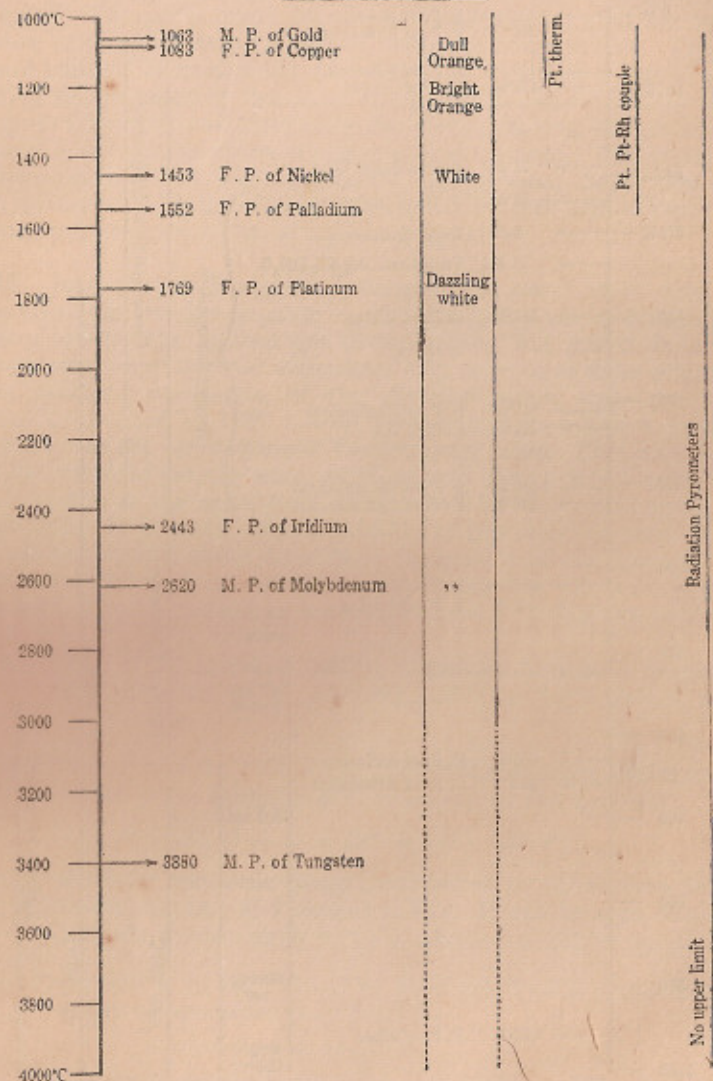 1000°C
1063 M. P. of Gold
1083 F. P. of Copper
Dull
Orange,
Pt. therm.
1200
Bright
Orange
Pt. Pt-Rh couple
1400
1453 F. P. of Nickel White
1552 F. P. of Palladium
1600
1769 F. P. of Platinum
Dazzling
white
1800
2000
2200
2400
2443 F. P. of Iridium
Radiation Pyrometers
2600
2620 M. P. of Molybdenum ,,
2800
3000
3200
3400
3880 M. P. of Tungsten
3600
3800
No upper limit
4000°C